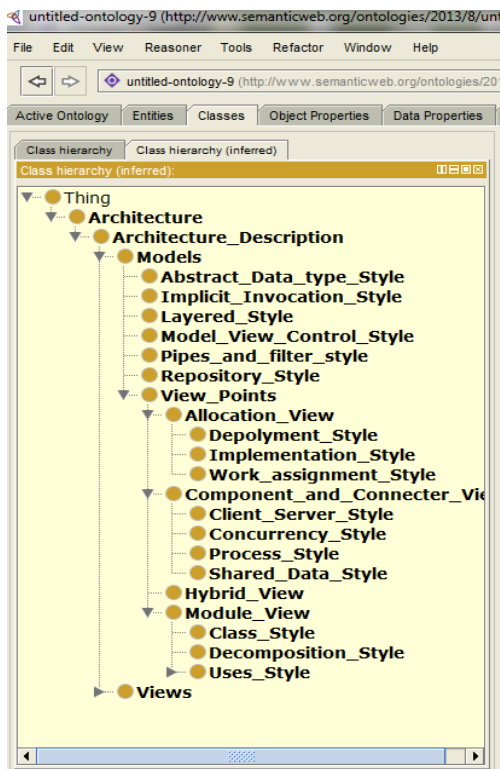 untitled-ontology-9 (http://www.semanticweb.org/ontologies/2013/8/unt
File Edit View Reasoner Tools Refactor Window Help
untitled-ontology-9 (http://www.semanticweb.org/ontologies/20
Active Ontology Entities Classes Object Properties Data Properties
Class hierarchy Class hierarchy (inferred)
Class hierarchy (inferred):
Thing
Architecture
Architecture_Description
Models
Abstract_Data_type_Style
Implicit_Invocation_Style
Layered_Style
Model_View_Control_Style
Pipes_and_filter_style
Repository_Style
View_Points
Allocation_View
Depolyment_Style
Implementation_Style
Work_assignment_Style
Component_and_Connecter_Vie
Client_Server_Style
Concurrency_Style
Process_Style
Shared_Data_Style
Hybrid_View
Module_View
Class_Style
Decomposition_Style
Uses_Style
Views